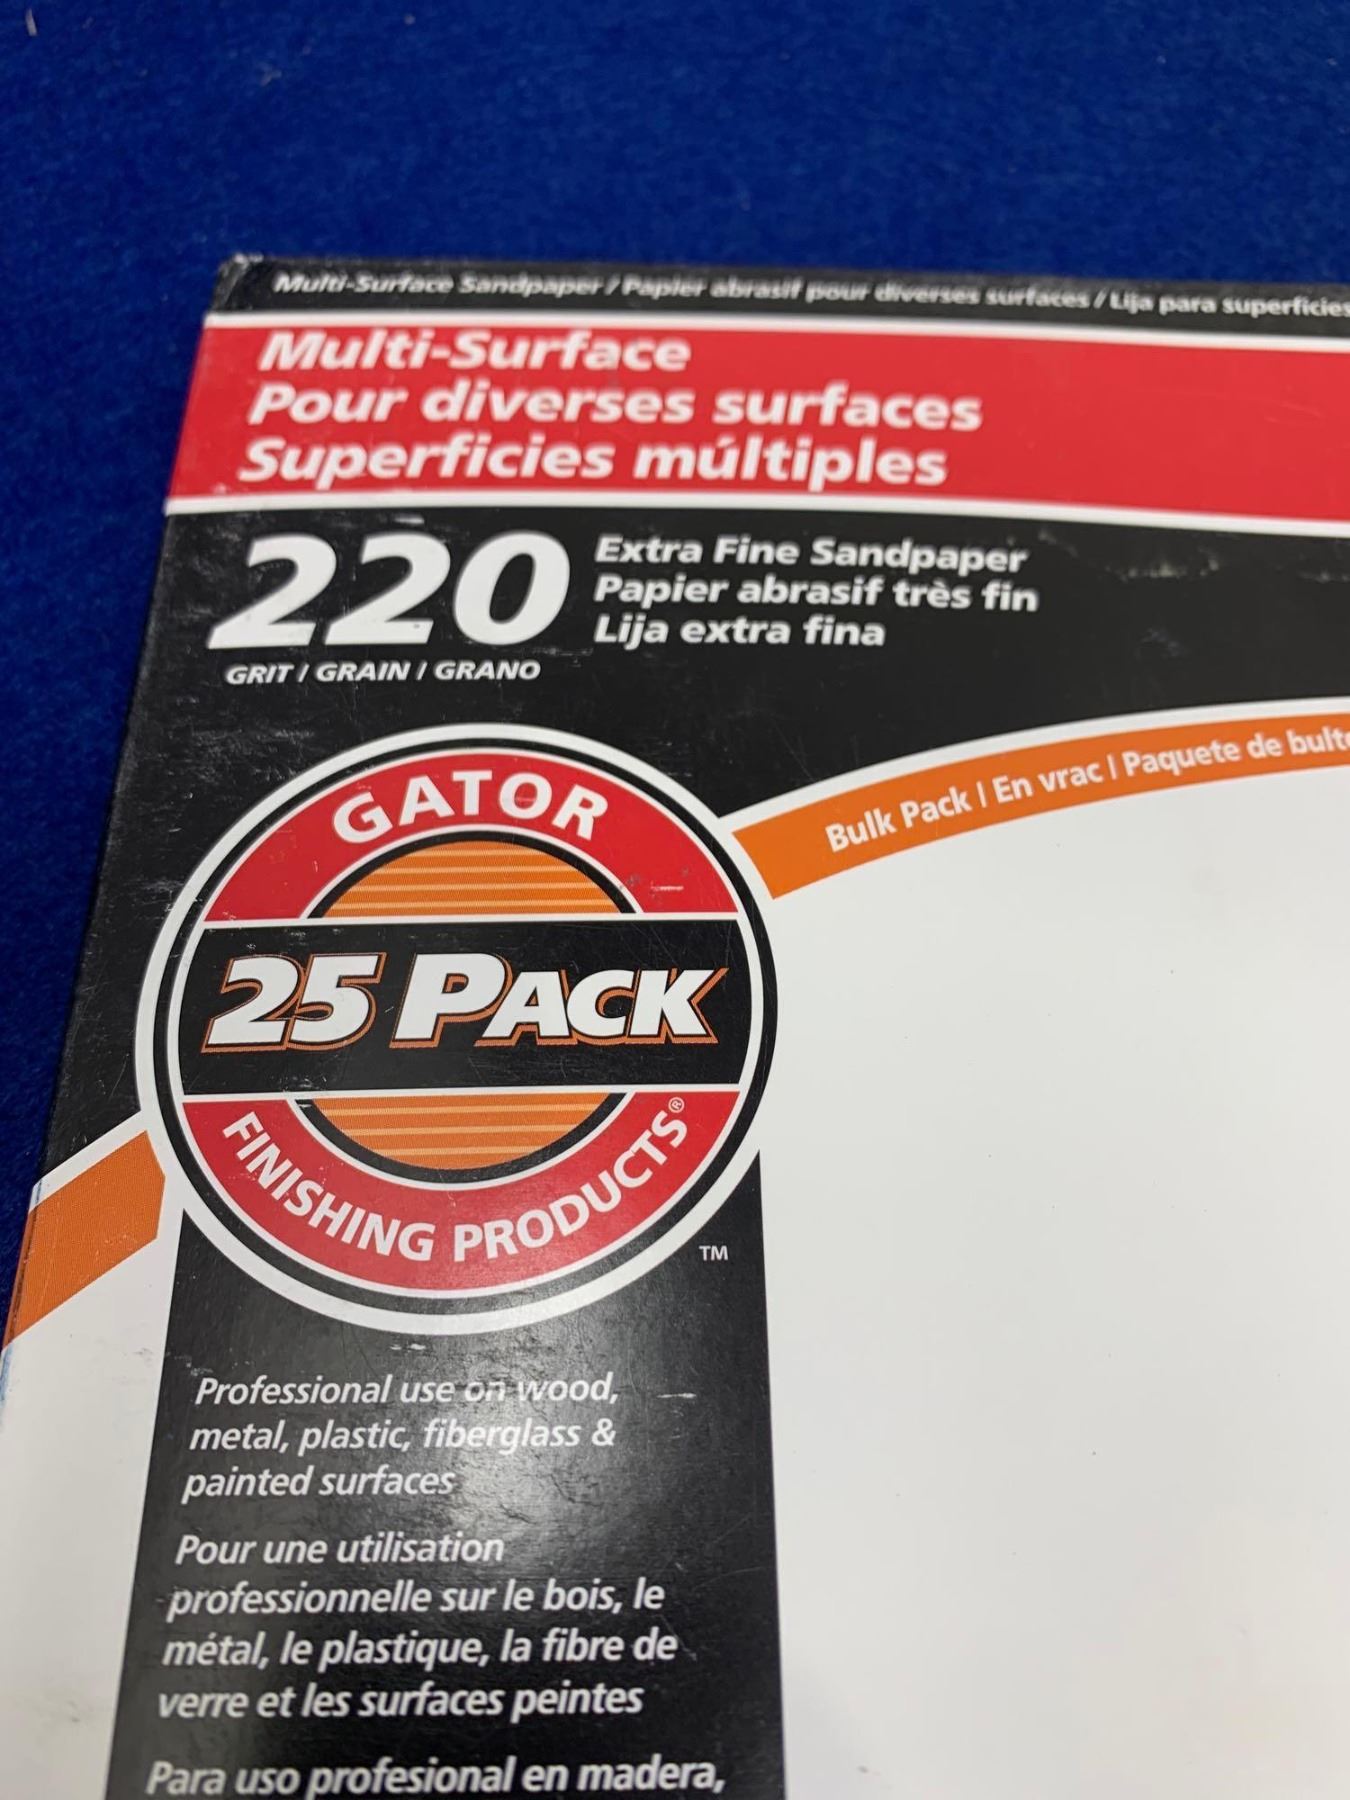 Multi-Surface Sandpaper / Papier abrasif pour diverses surfaces / Lija para superficies
Multi-Surface
Pour diverses surfaces
Superficies múltiples
220
GRIT / GRAIN / GRANO
Extra Fine Sandpaper
Papier abrasif très fin
Lija extra fina
Bulk Pack | En vrac | Paquete de
GATOR
25 PACK
FINISHING PRODUCTS®
TM
Professional use on wood,
metal, plastic, fiberglass &
painted surfaces
Pour une utilisation
professionnelle sur le bois, le
métal, le plastique, la fibre de
verre et les surfaces peintes
Para uso profesional en madera,